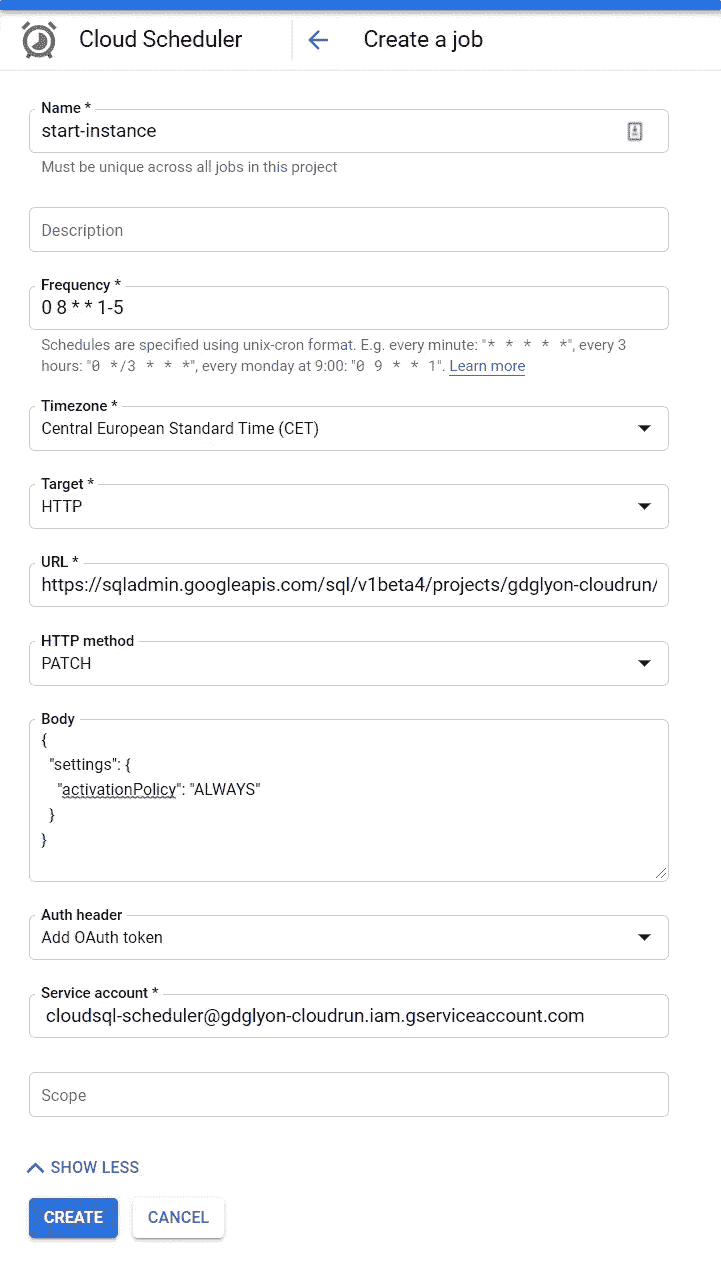 Cloud Scheduler
Create a job
Name *
start-instance
Must be unique across all jobs in this project
Description
Frequency *
0 8 * * 1-5
Schedules are specified using unix-cron format. E.g. every minute: "* * * * *", every 3
hours: "0 */3 * * *", every monday at 9:00: "0 9 * * 1". Learn more
Timezone *
Central European Standard Time (CET)
Target *
HTTP
URL *
https://sqladmin.googleapis.com/sql/v1beta4/projects/gdglyon-cloudrun/
HTTP method
PATCH
Body
{
"settings": {
"activationPolicy": "ALWAYS"
}
}
Auth header
Add OAuth token
Service account *
cloudsql-scheduler@gdglyon-cloudrun.iam.gserviceaccount.com
Scope
SHOW LESS
CREATE
CANCEL